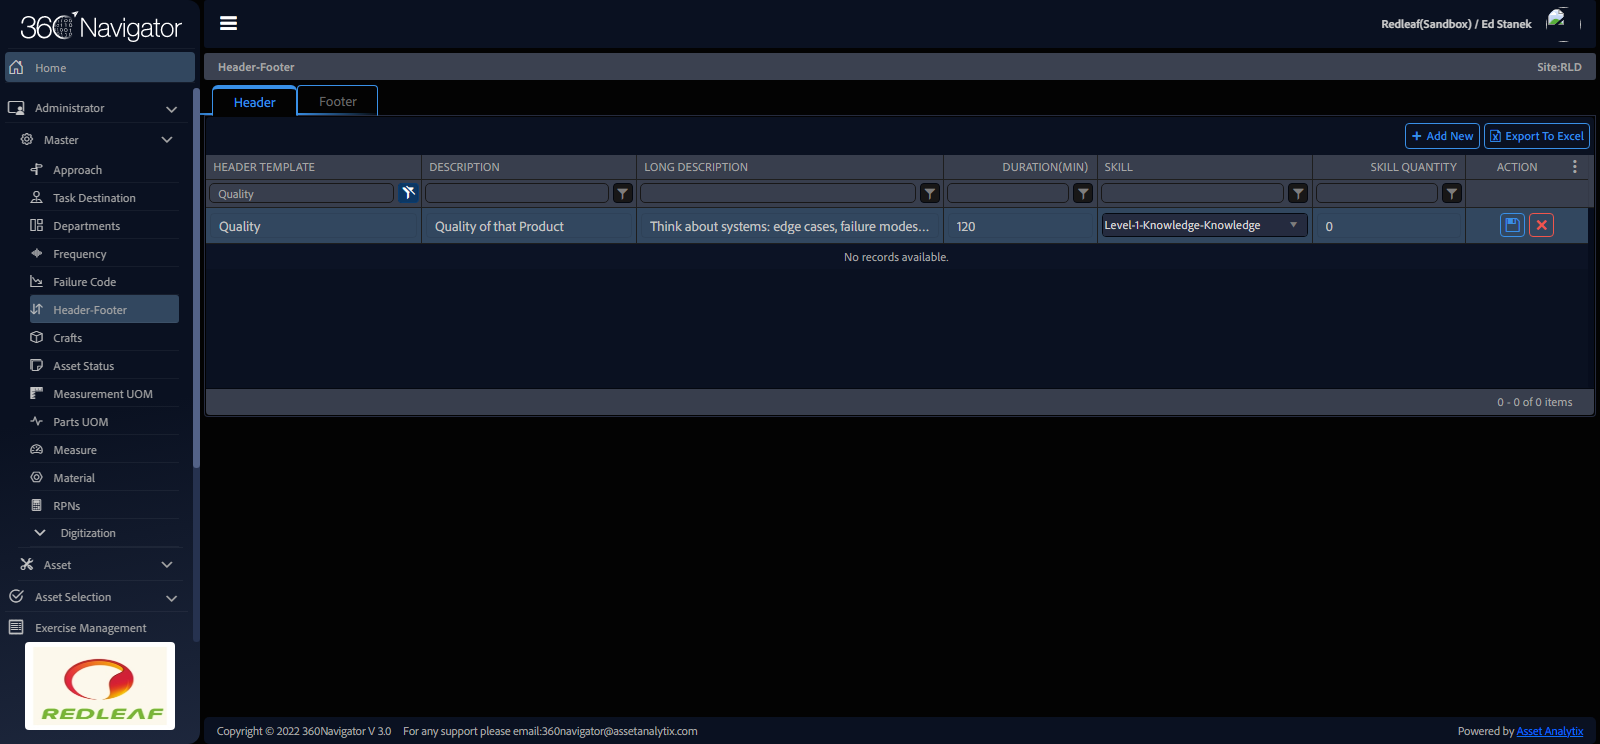 360 Navigator
Redleaf(Sandbox) / Ed Stanek
Home
Administrator
Master
Approach
Task Destination
Departments
Frequency
Failure Code
Header-Footer
Crafts
Asset Status
Measurement UOM
Parts UOM
Measure
Material
RPNs
Digitization
Asset
Asset Selection
Exercise Management
REDLEAF
Header-Footer
Site:RLD
Header
Footer
Add New
Export To Excel
HEADER TEMPLATE
DESCRIPTION
LONG DESCRIPTION
DURATION(MIN)
SKILL
SKILL QUANTITY
ACTION
Quality
Quality
Quality of that Product
Think about systems: edge cases, failure modes...
120
Level-1-Knowledge-Knowledge
0
No records available.
0 - 0 of 0 items
Copyright © 2022 360Navigator V 3.0 For any support please email:360navigator@assetanalytix.com
Powered by Asset Analytix